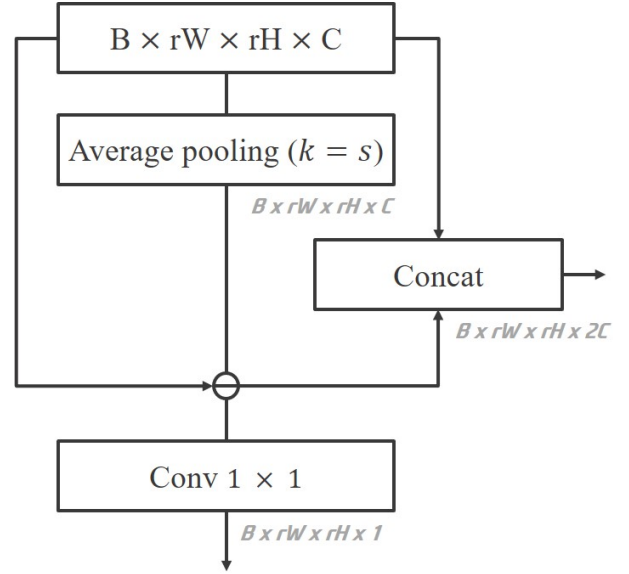 B × rW × rH × C
Average pooling (k = s)
B x rW x rH x C
Concat
B x rW x rH x 2C
Conv 1 × 1
B x rW x rH x 1